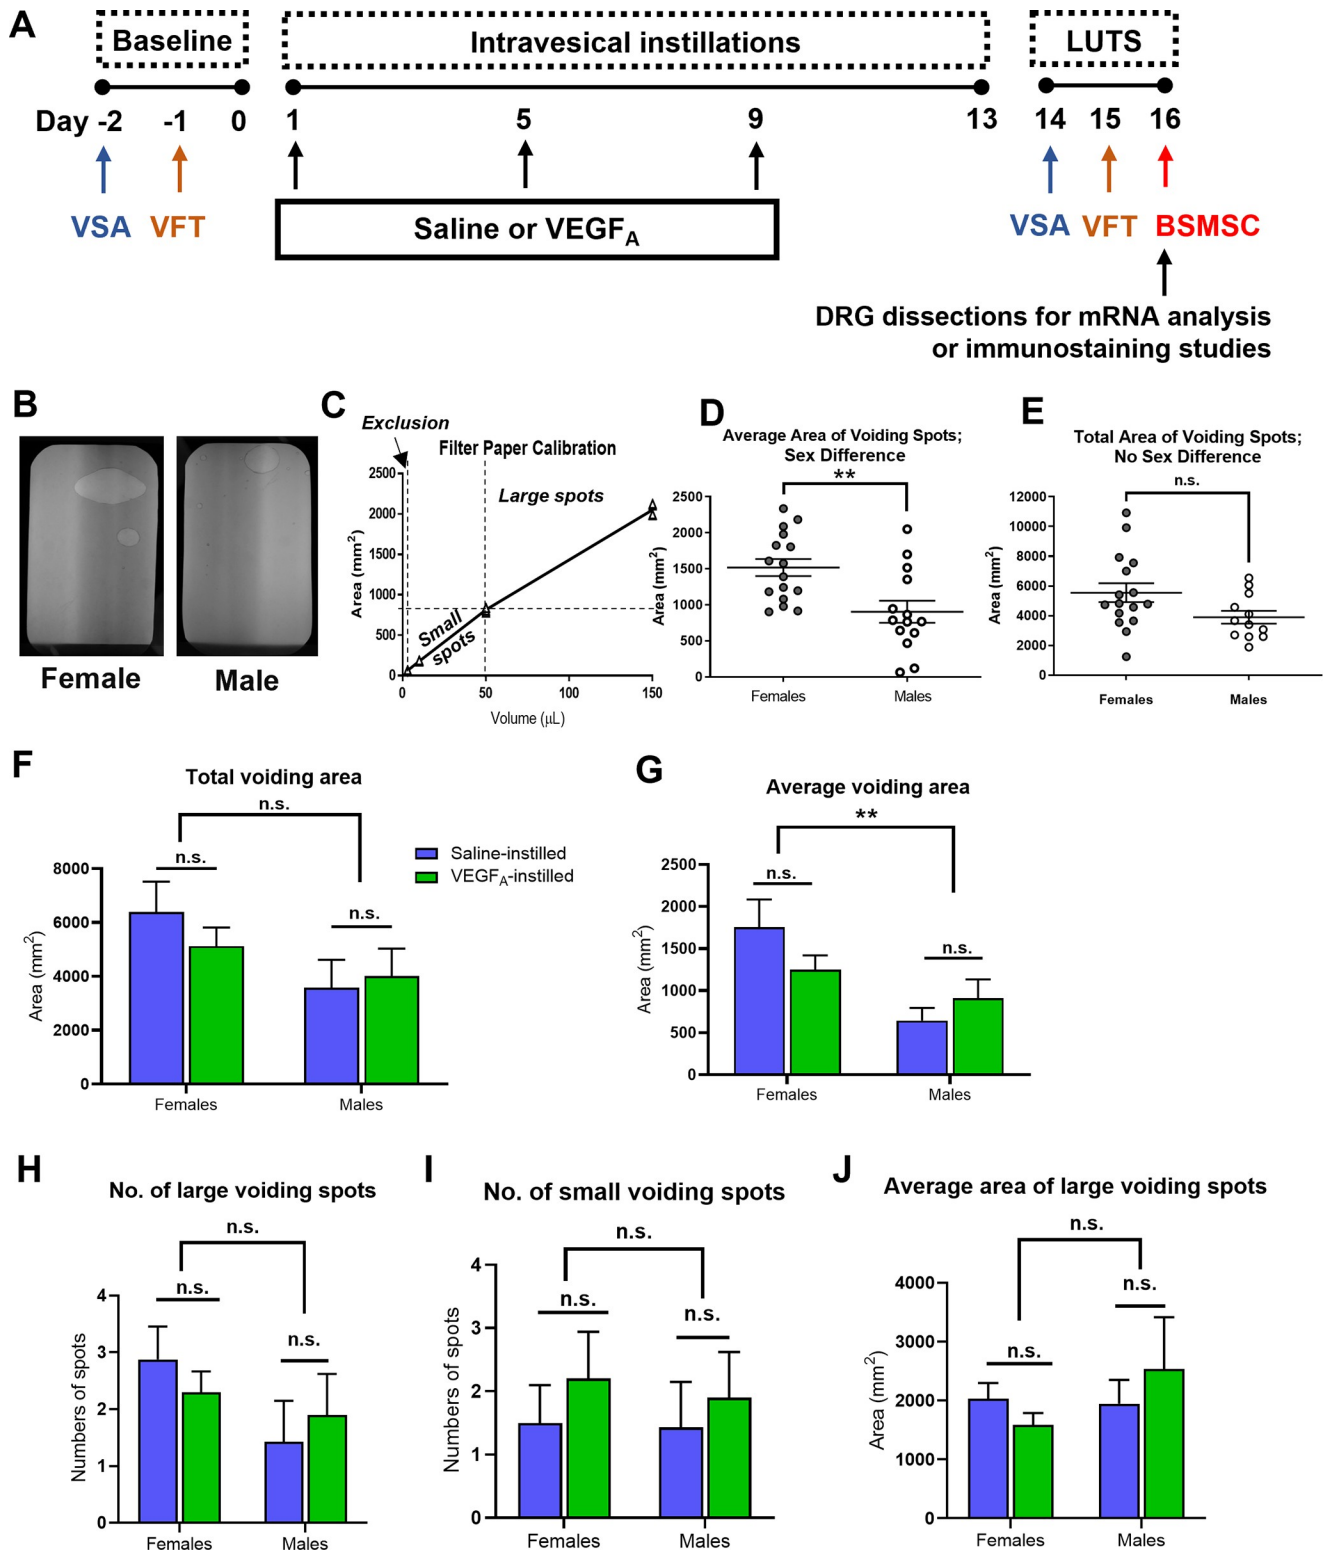 A
Baseline
Intravesical instillations
LUTS
Day -2 -1 0 1 5 9 13 14 15 16
VSA VFT
Saline or VEGFA
VSA VFT BSMSC
DRG dissections for mRNA analysis
or immunostaining studies
B
Female
Male
C
Exclusion
Filter Paper Calibration
Large spots
Small
spots
Area (mm2)
2500
2000
1500
1000
500
0
0 50 100 150
Volume (µL)
D
Average Area of Voiding Spots;
Sex Difference
**
Area (mm2)
2500
2000
1500
1000
500
0
Females Males
E
Total Area of Voiding Spots;
No Sex Difference
n.s.
Area (mm2)
12000
10000
8000
6000
4000
2000
0
Females Males
F
Total voiding area
n.s.
n.s.
n.s.
Area (mm2)
8000
6000
4000
2000
0
Females Males
Saline-instilled
VEGFA-instilled
G
Average voiding area
**
n.s.
n.s.
Area (mm2)
2500
2000
1500
1000
500
0
Females Males
H
No. of large voiding spots
n.s.
n.s.
n.s.
Numbers of spots
4
3
2
1
0
Females Males
I
No. of small voiding spots
n.s.
n.s.
n.s.
Numbers of spots
4
3
2
1
0
Females Males
J
Average area of large voiding spots
n.s.
n.s.
n.s.
Area (mm2)
4000
3000
2000
1000
0
Females Males